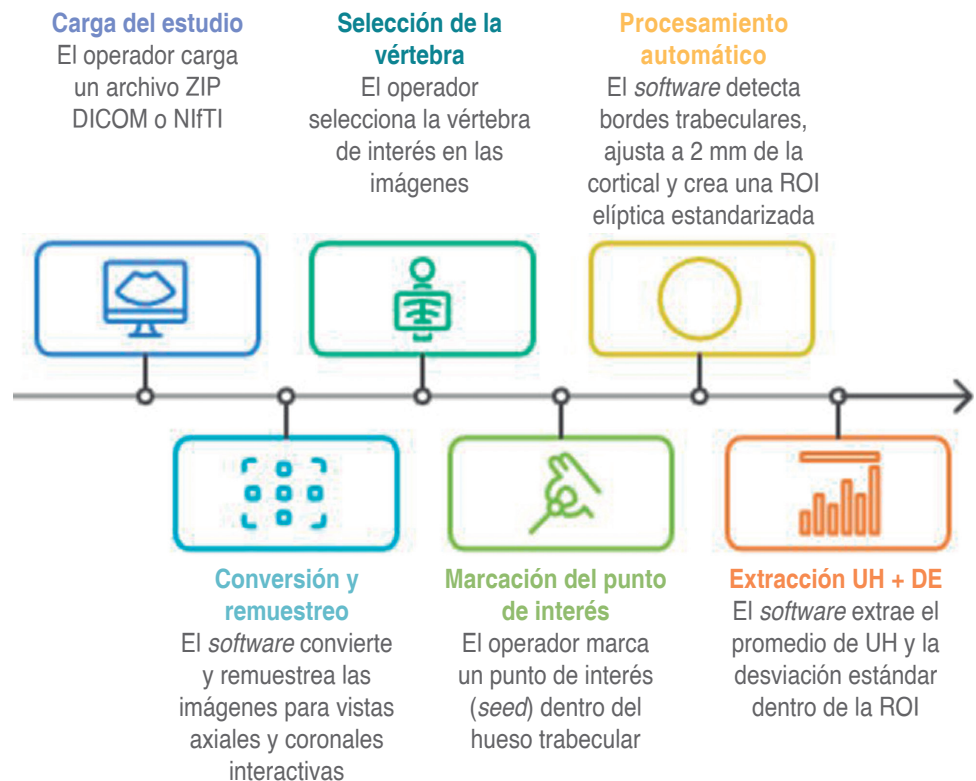 Carga del estudio
El operador carga
un archivo ZIP
DICOM o NIfTI
Selección de la
vértebra
El operador
selecciona la vértebra
de interés en las
imágenes
Procesamiento
automático
El software detecta
bordes trabeculares,
ajusta a 2 mm de la
cortical y crea una ROI
elíptica estandarizada
Conversión y
remuestreo
El software convierte
y remuestrea las
imágenes para vistas
axiales y coronales
interactivas
Marcación del punto
de interés
El operador marca
un punto de interés
(seed) dentro del
hueso trabecular
Extracción UH + DE
El software extrae el
promedio de UH y la
desviación estándar
dentro de la ROI